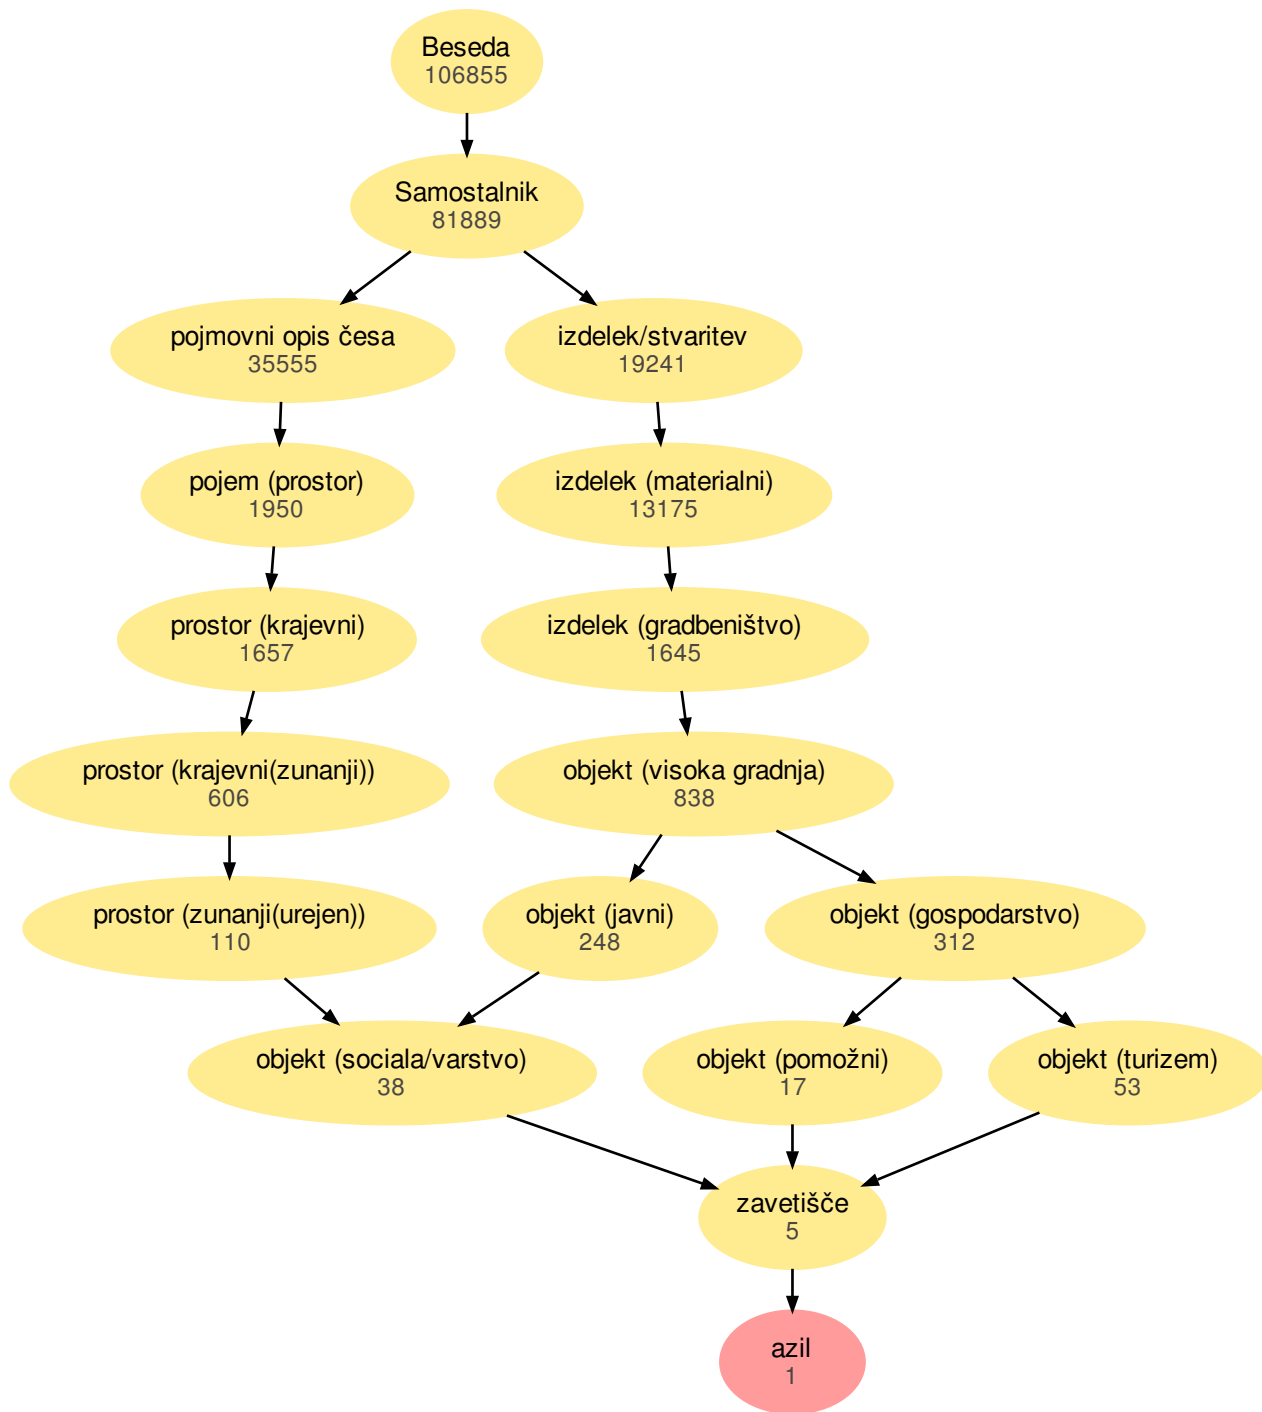 Beseda
106855
Samostalnik
81889
pojmovni opis česa
35555
izdelek/stvaritev
19241
pojem (prostor)
1950
izdelek (materialni)
13175
prostor (krajevni)
1657
izdelek (gradbeništvo)
1645
prostor (krajevni(zunanji))
606
objekt (visoka gradnja)
838
prostor (zunanji(urejen))
110
objekt (javni)
248
objekt (gospodarstvo)
312
objekt (sociala/varstvo)
38
objekt (pomožni)
17
objekt (turizem)
53
zavetišče
5
azil
1